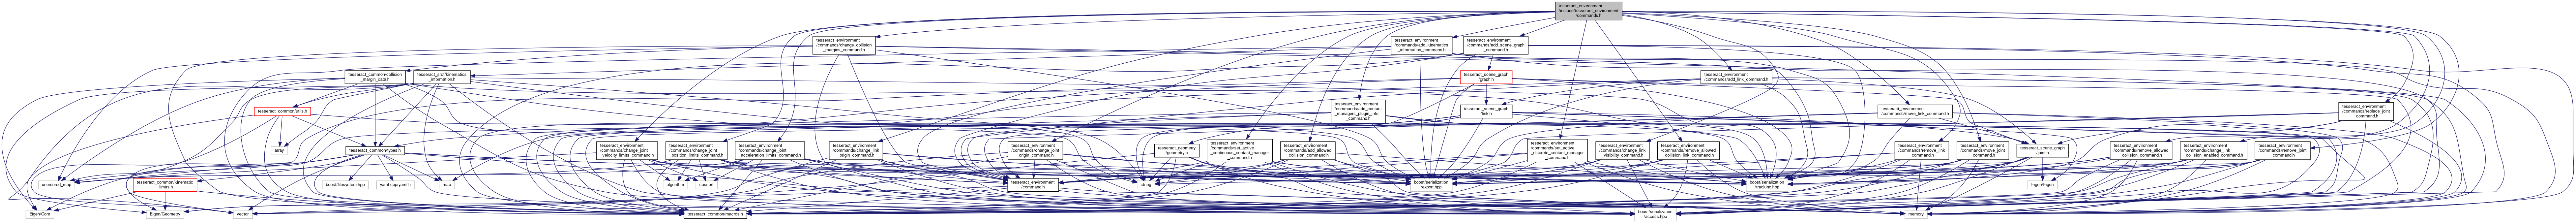 tesseract_environment
/include/tesseract_environment
/commands.h
tesseract_environment
/commands/change_collision
_margins_command.h
tesseract_environment
/commands/add_kinematics
_information_command.h
tesseract_environment
/commands/add_scene_graph
_command.h
tesseract_common/collision
_margin_data.h
tesseract_srdf/kinematics
_information.h
tesseract_scene_graph
/graph.h
tesseract_environment
/commands/add_link_command.h
tesseract_common/utils.h
tesseract_environment
/commands/add_contact
_managers_plugin_info
_command.h
tesseract_scene_graph
/link.h
tesseract_environment
/commands/move_link_command.h
tesseract_environment
/commands/replace_joint
_command.h
array
tesseract_common/types.h
tesseract_environment
/commands/change_joint
_velocity_limits_command.h
tesseract_environment
/commands/change_joint
_position_limits_command.h
tesseract_environment
/commands/change_joint
_acceleration_limits_command.h
tesseract_environment
/commands/change_link
_origin_command.h
tesseract_environment
/commands/change_joint
_origin_command.h
tesseract_geometry
/geometry.h
tesseract_environment
/commands/set_active
_continuous_contact_manager
_command.h
tesseract_environment
/commands/add_allowed
_collision_command.h
tesseract_environment
/commands/set_active
_discrete_contact_manager
_command.h
tesseract_environment
/commands/change_link
_visibility_command.h
tesseract_environment
/commands/remove_allowed
_collision_link_command.h
tesseract_environment
/commands/remove_link
_command.h
tesseract_environment
/commands/move_joint
_command.h
tesseract_scene_graph
/joint.h
tesseract_environment
/commands/remove_allowed
_collision_command.h
tesseract_environment
/commands/change_link
_collision_enabled_command.h
tesseract_environment
/commands/remove_joint
_command.h
unordered_map
tesseract_common/kinematic
_limits.h
boost/filesystem.hpp
yaml-cpp/yaml.h
map
algorithm
cassert
tesseract_environment
/command.h
string
boost/serialization
/export.hpp
boost/serialization
/tracking.hpp
Eigen/Eigen
Eigen/Core
Eigen/Geometry
vector
tesseract_common/macros.h
boost/serialization
/access.hpp
memory